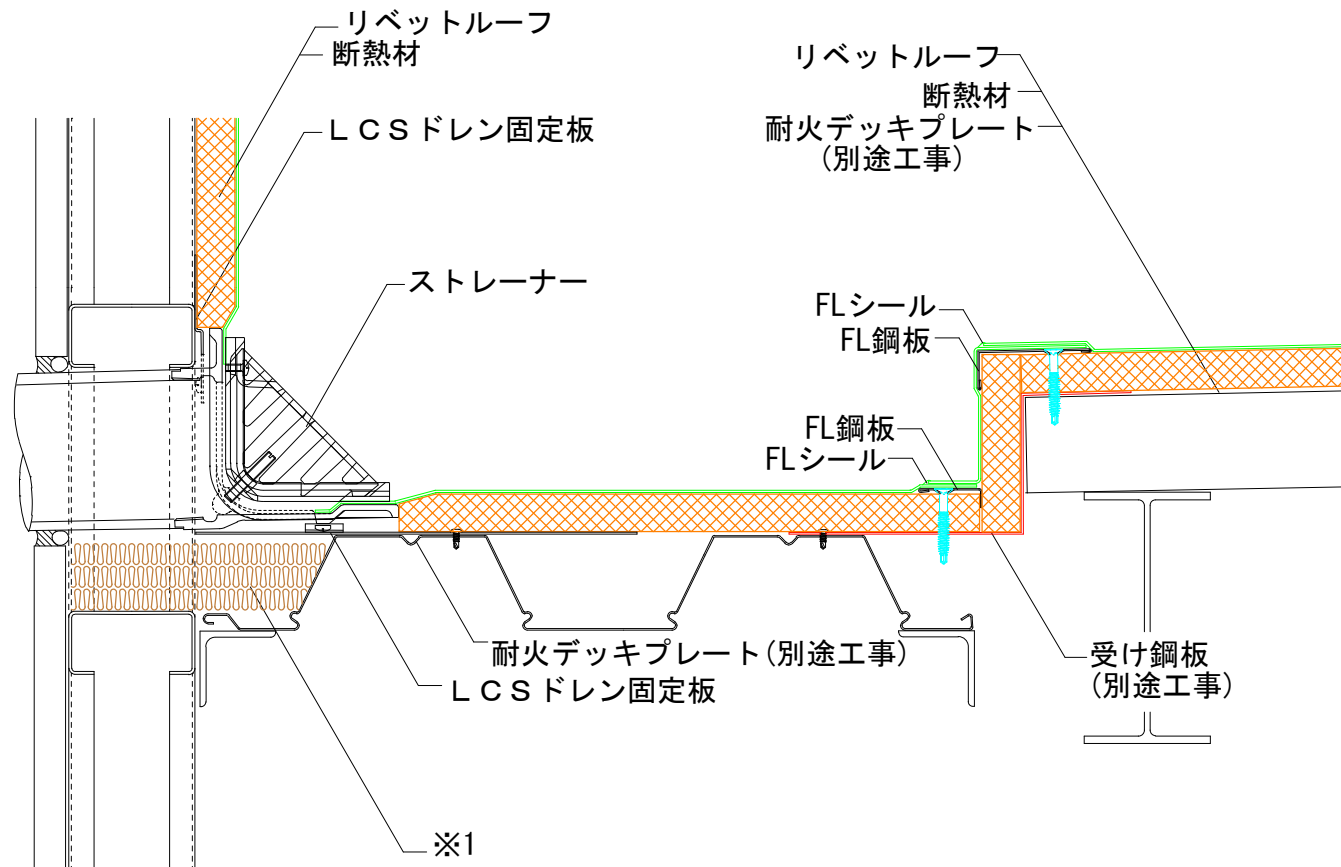 リベットルーフ
断熱材
LCSドレン固定板
ストレーナー
リベットルーフ
断熱材
耐火デッキプレート
(別途工事)
FLシール
FL鋼板
FL鋼板
FLシール
耐火デッキプレート(別途工事)
LCSドレン固定板
受け鋼板
(別途工事)
※1